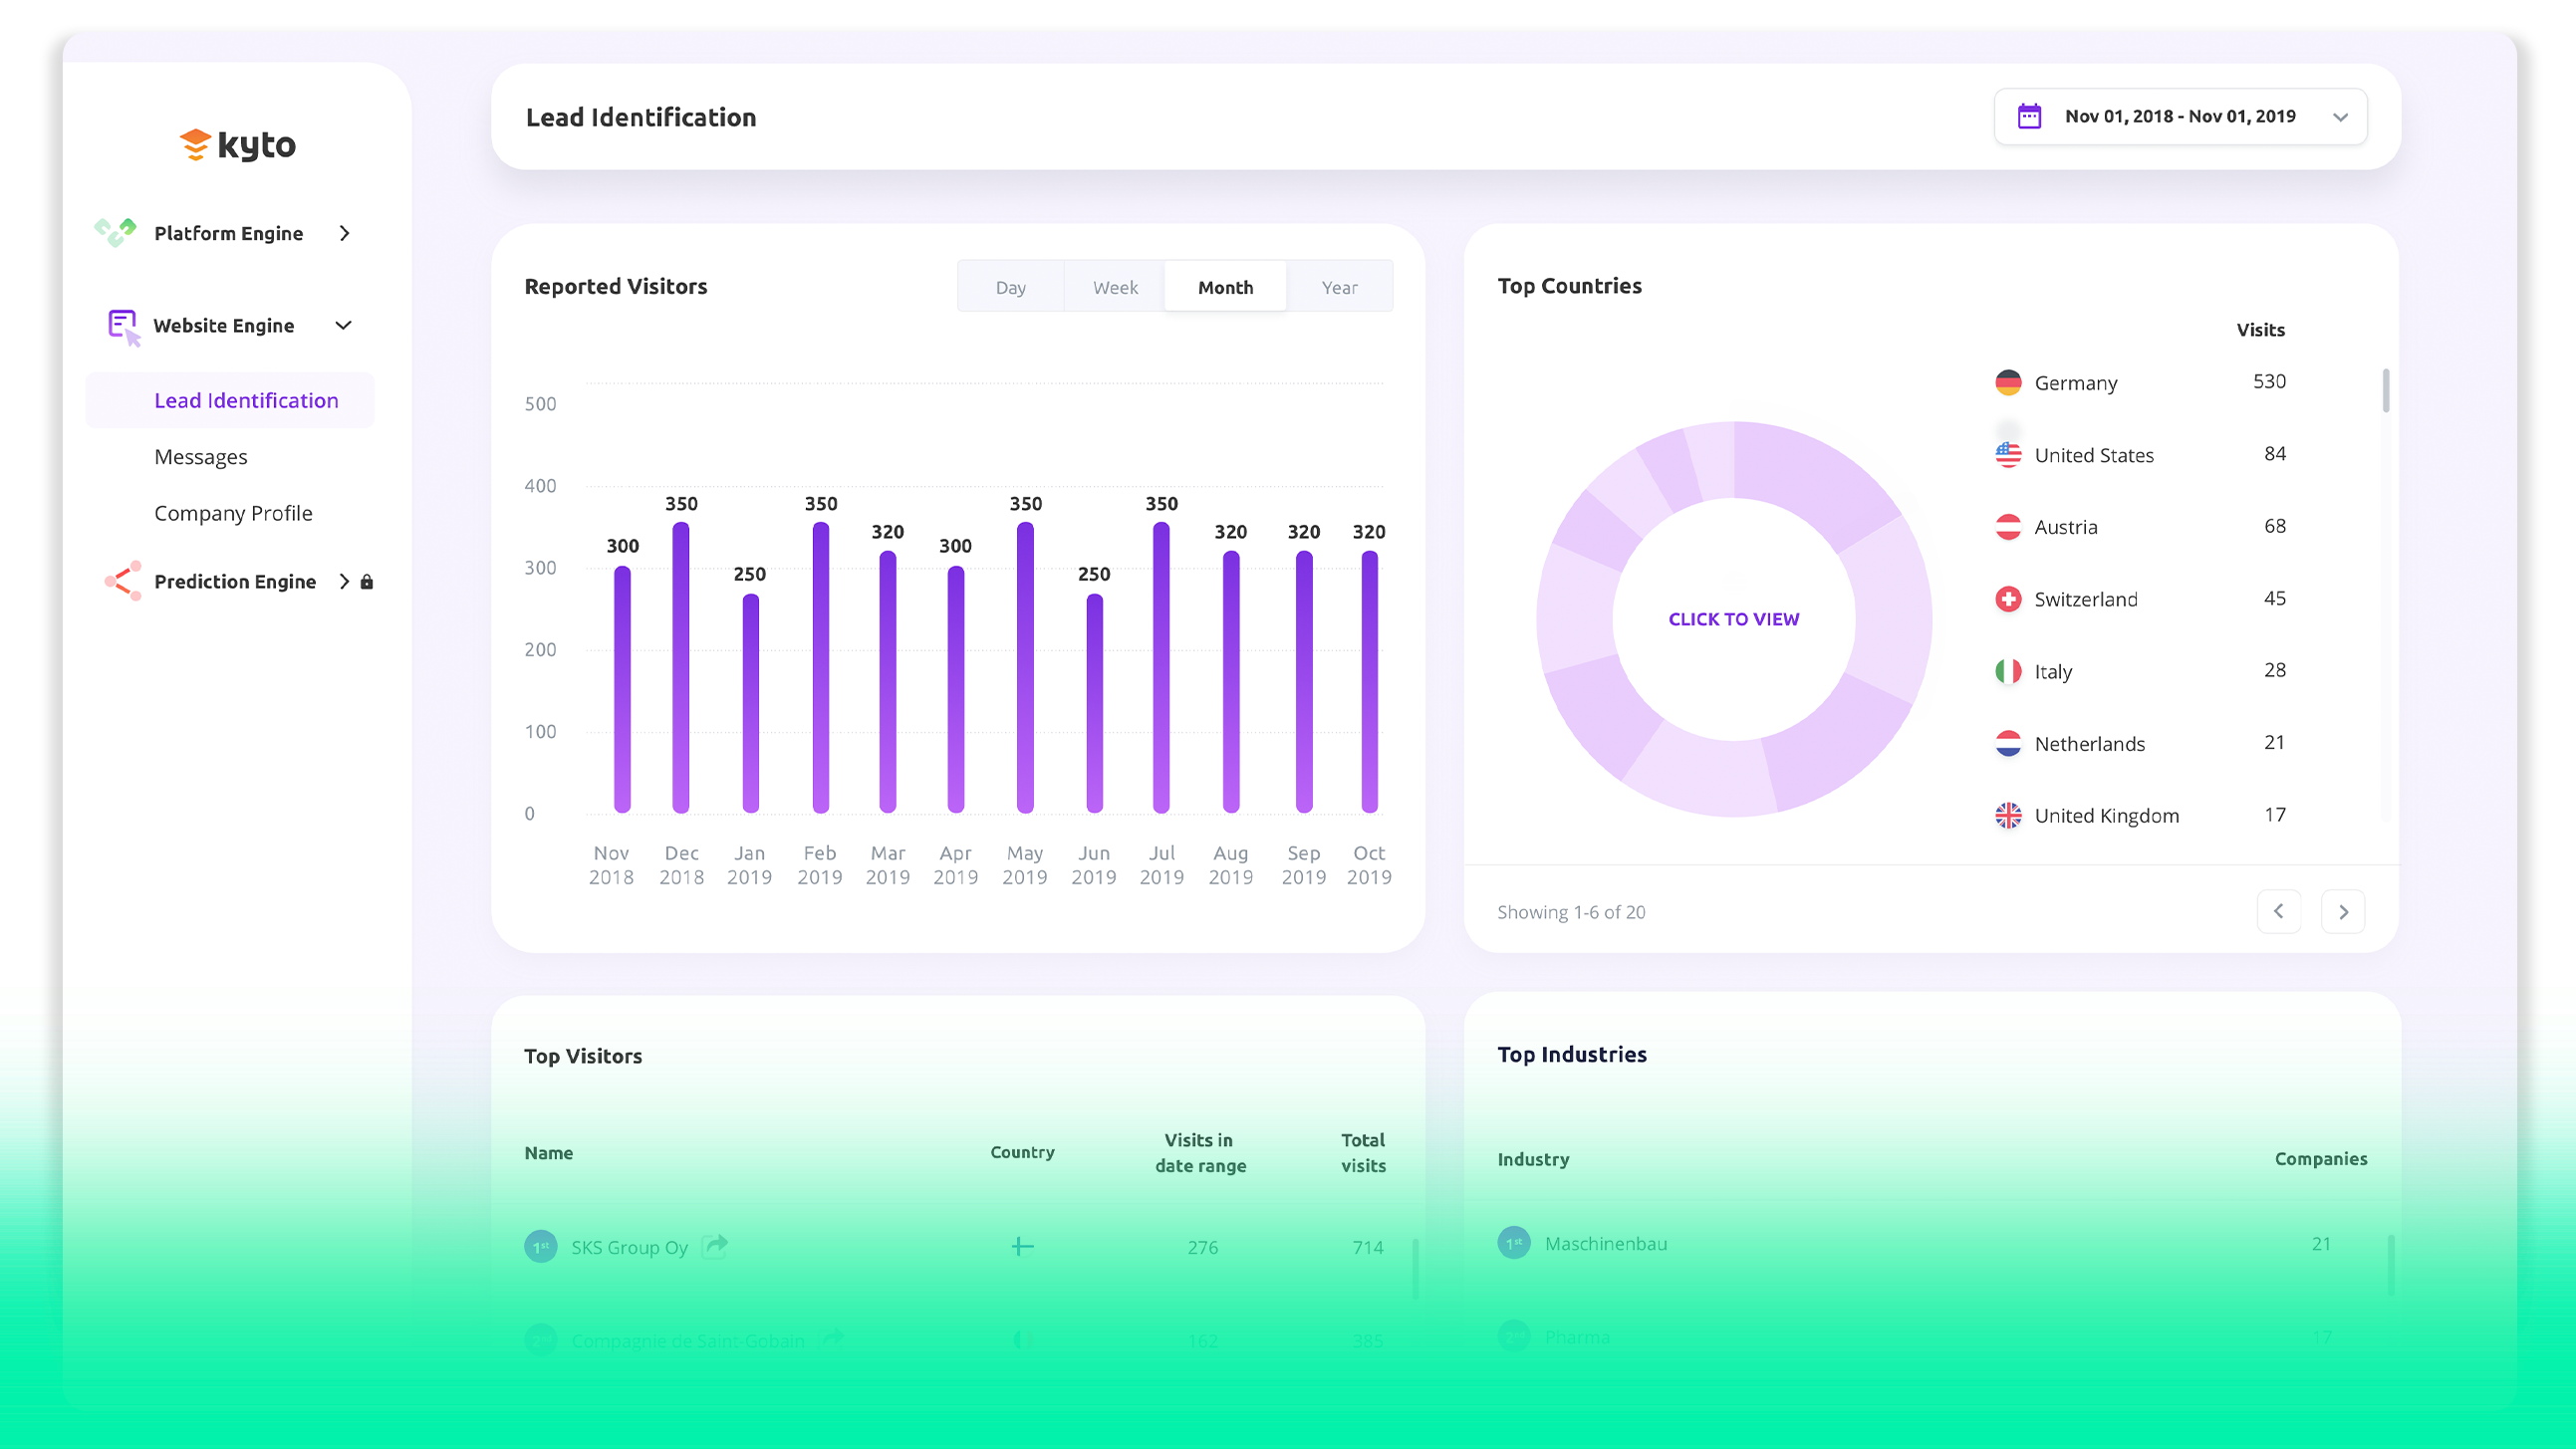 kyto
Platform Engine
Website Engine
Lead Identification
Messages
Company Profile
Prediction Engine
Lead Identification
Nov 01, 2018 - Nov 01, 2019
Reported Visitors
Day Week Month Year
500
400
300
200
100
0
300 350 250 350 320 300 350 250 350 320 320 320
Nov Dec Jan Feb Mar Apr May Jun Jul Aug Sep Oct
2018 2018 2019 2019 2019 2019 2019 2019 2019 2019 2019 2019
Top Countries
Visits
Germany 530
United States 84
Austria 68
Switzerland 45
Italy 28
Netherlands 21
United Kingdom 17
CLICK TO VIEW
Showing 1-6 of 20
Top Visitors
Name Country Visits in date range Total visits
1st SKS Group Oy 276 714
Compagnie de Saint-Gobain 162 385
Top Industries
Industry Companies
1st Maschinenbau 21
Pharma 17